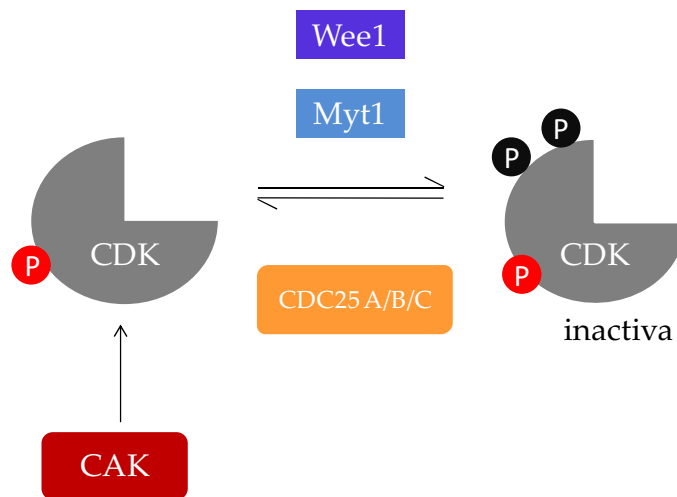 Wee1
Myt1
P
P
P
CDK
P
CDK
CDC25 A/B/C
inactiva
CAK